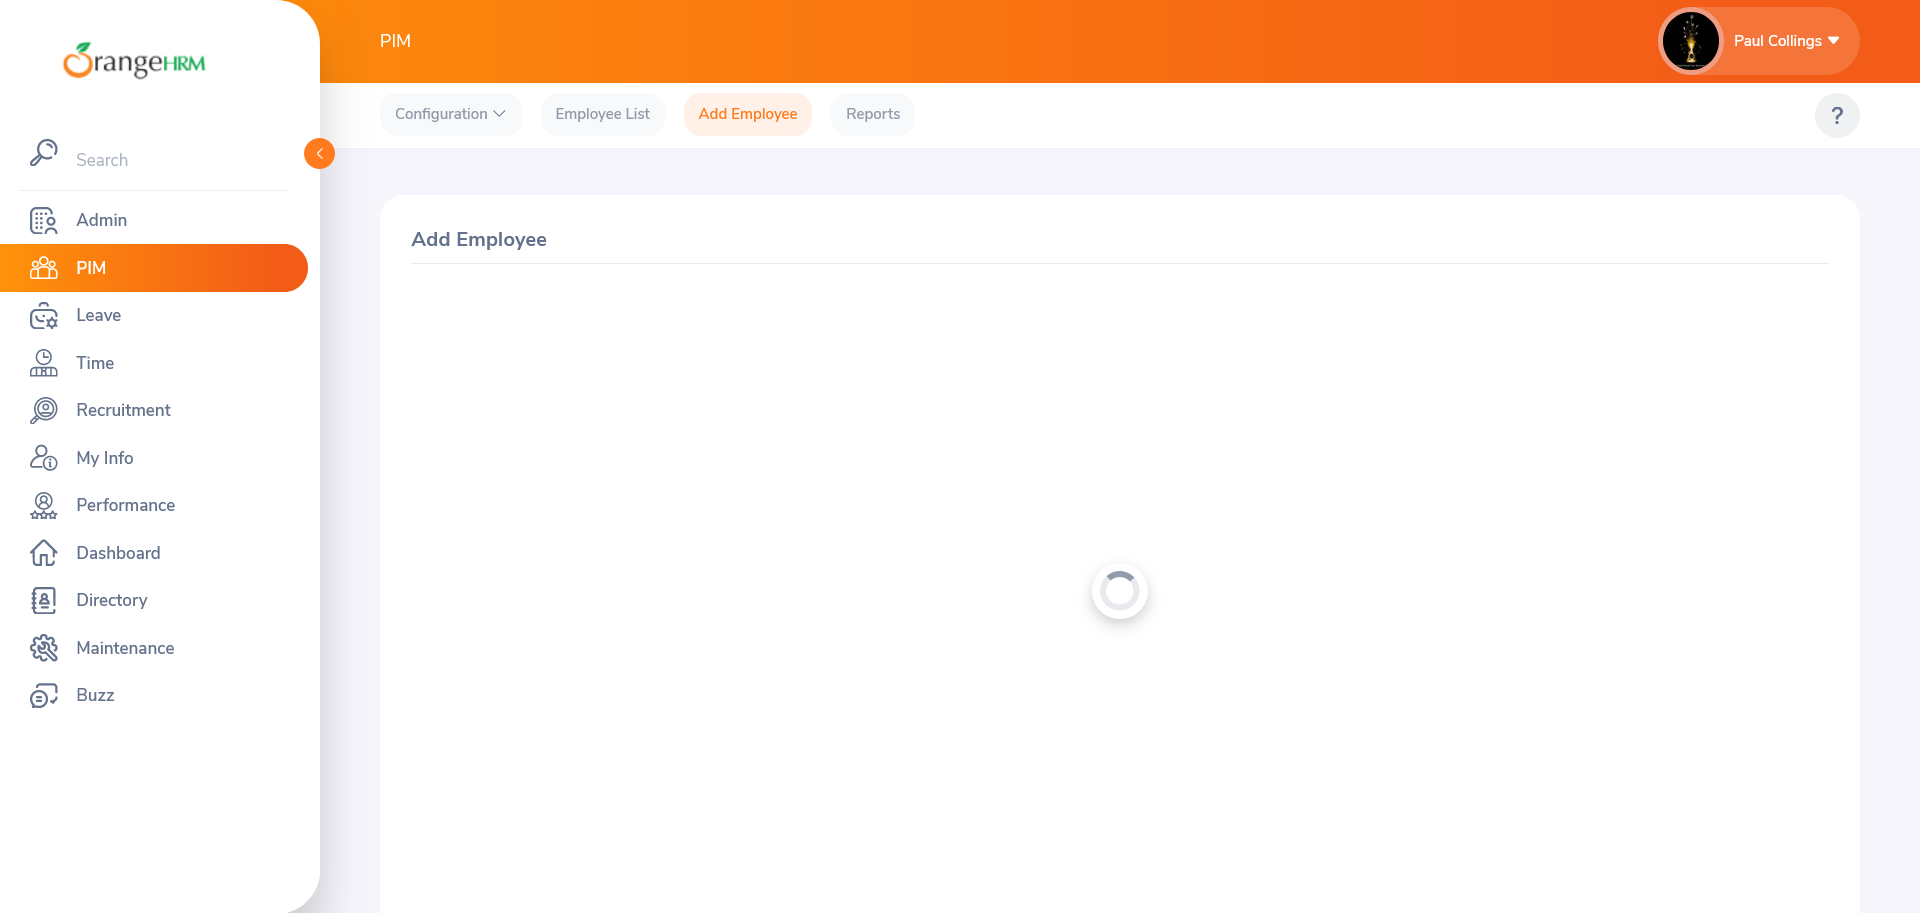 OrangeHRM
PIM
Paul Collings
Configuration
Employee List
Add Employee
Reports
?
Search
Admin
PIM
Leave
Time
Recruitment
My Info
Performance
Dashboard
Directory
Maintenance
Buzz
Add Employee